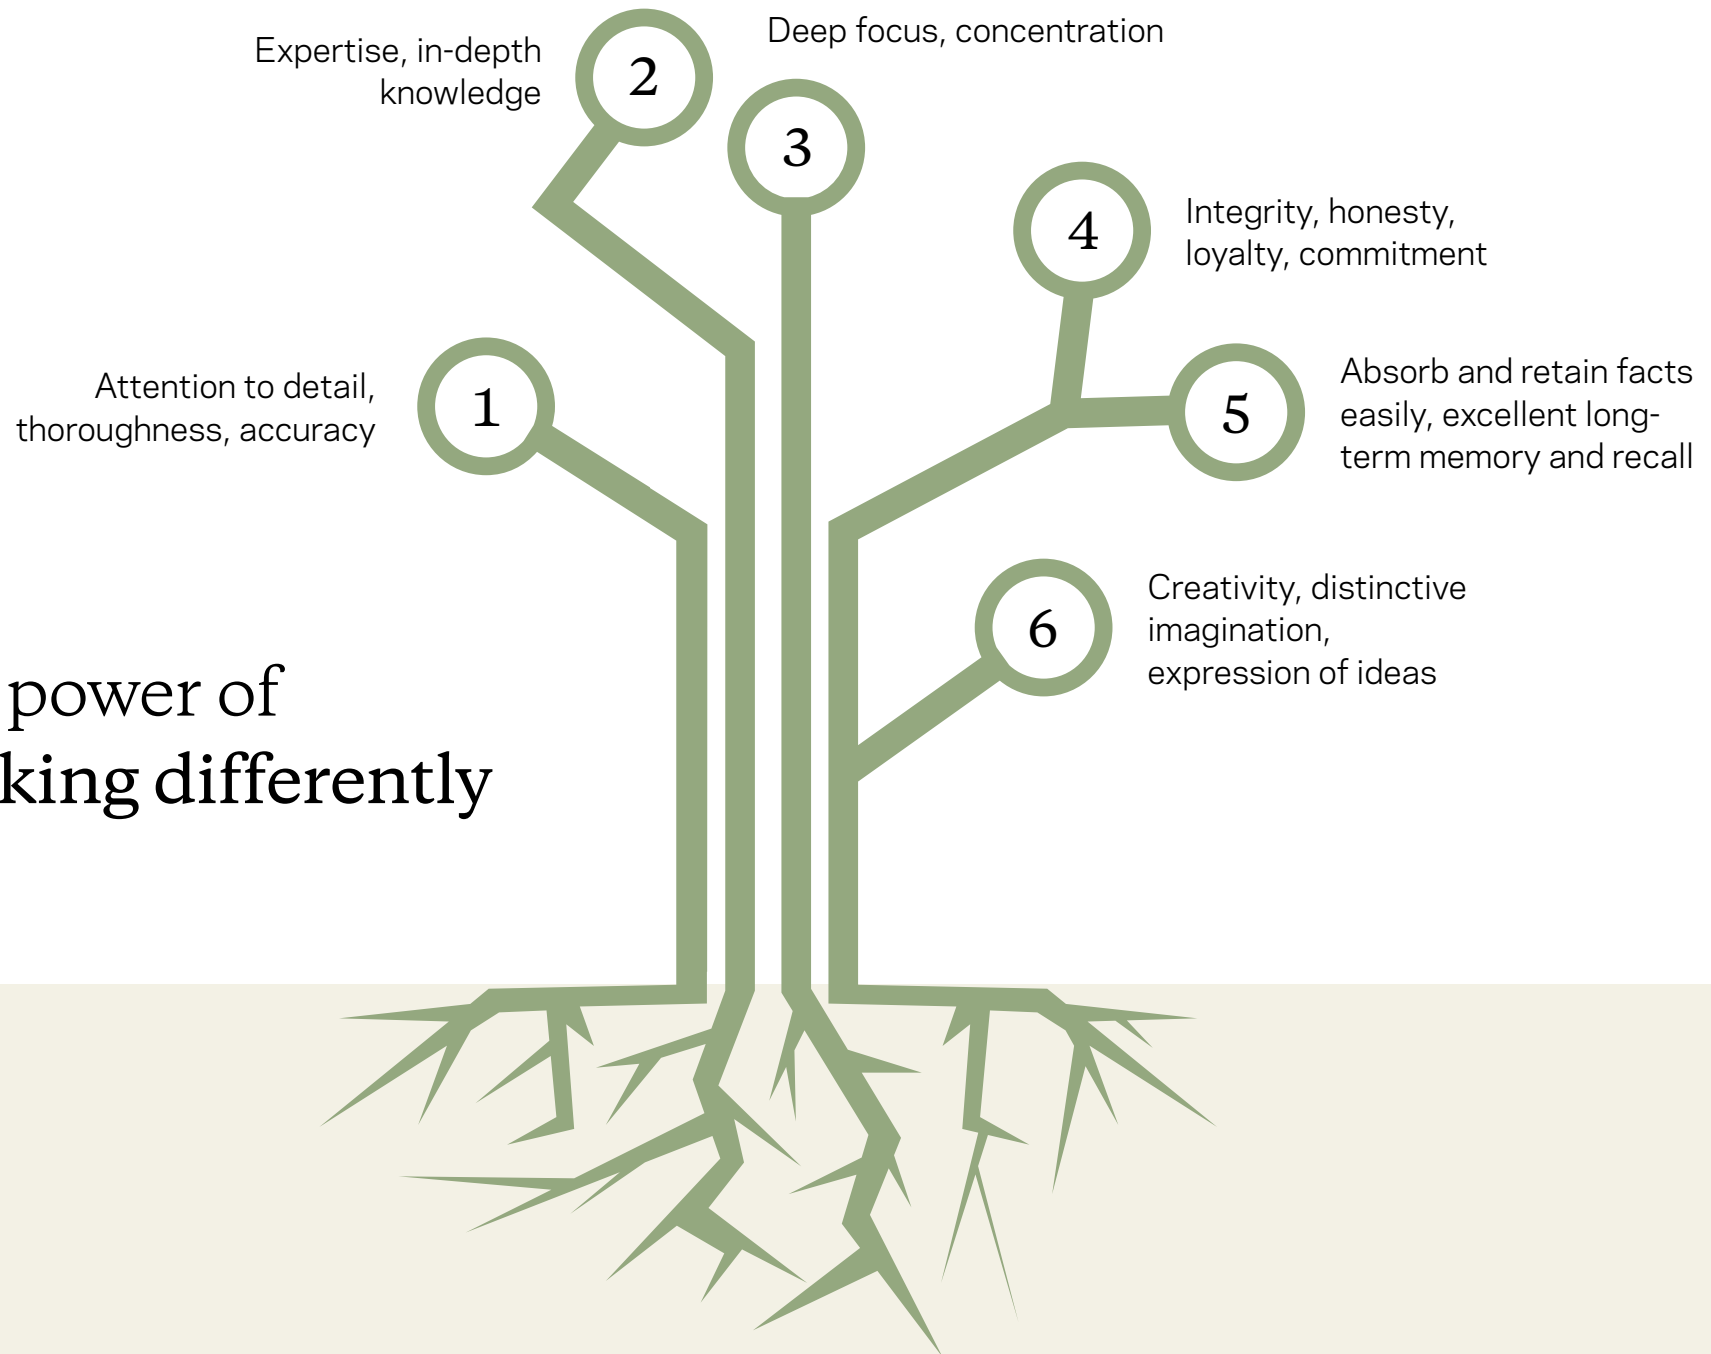 Expertise, in-depth
knowledge
2
Deep focus, concentration
3
4
Integrity, honesty,
loyalty, commitment
Attention to detail,
thoroughness, accuracy
1
5
Absorb and retain facts
easily, excellent long-
term memory and recall
6
Creativity, distinctive
imagination,
expression of ideas
power of
king differently